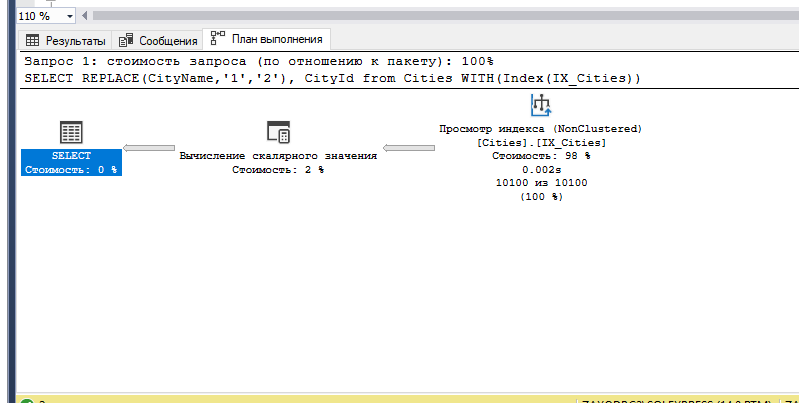 110 %
Результаты Сообщения План выполнения
Запрос 1: стоимость запроса (по отношению к пакету): 100%
SELECT REPLACE(CityName,'1','2'), CityId from Cities WITH(Index(IX_Cities))
SELECT
Стоимость: 0 %
Вычисление скалярного значения
Стоимость: 2 %
Просмотр индекса (NonClustered)
[Cities].[IX_Cities]
Стоимость: 98 %
0.002s
10100 из 10100
(100 %)